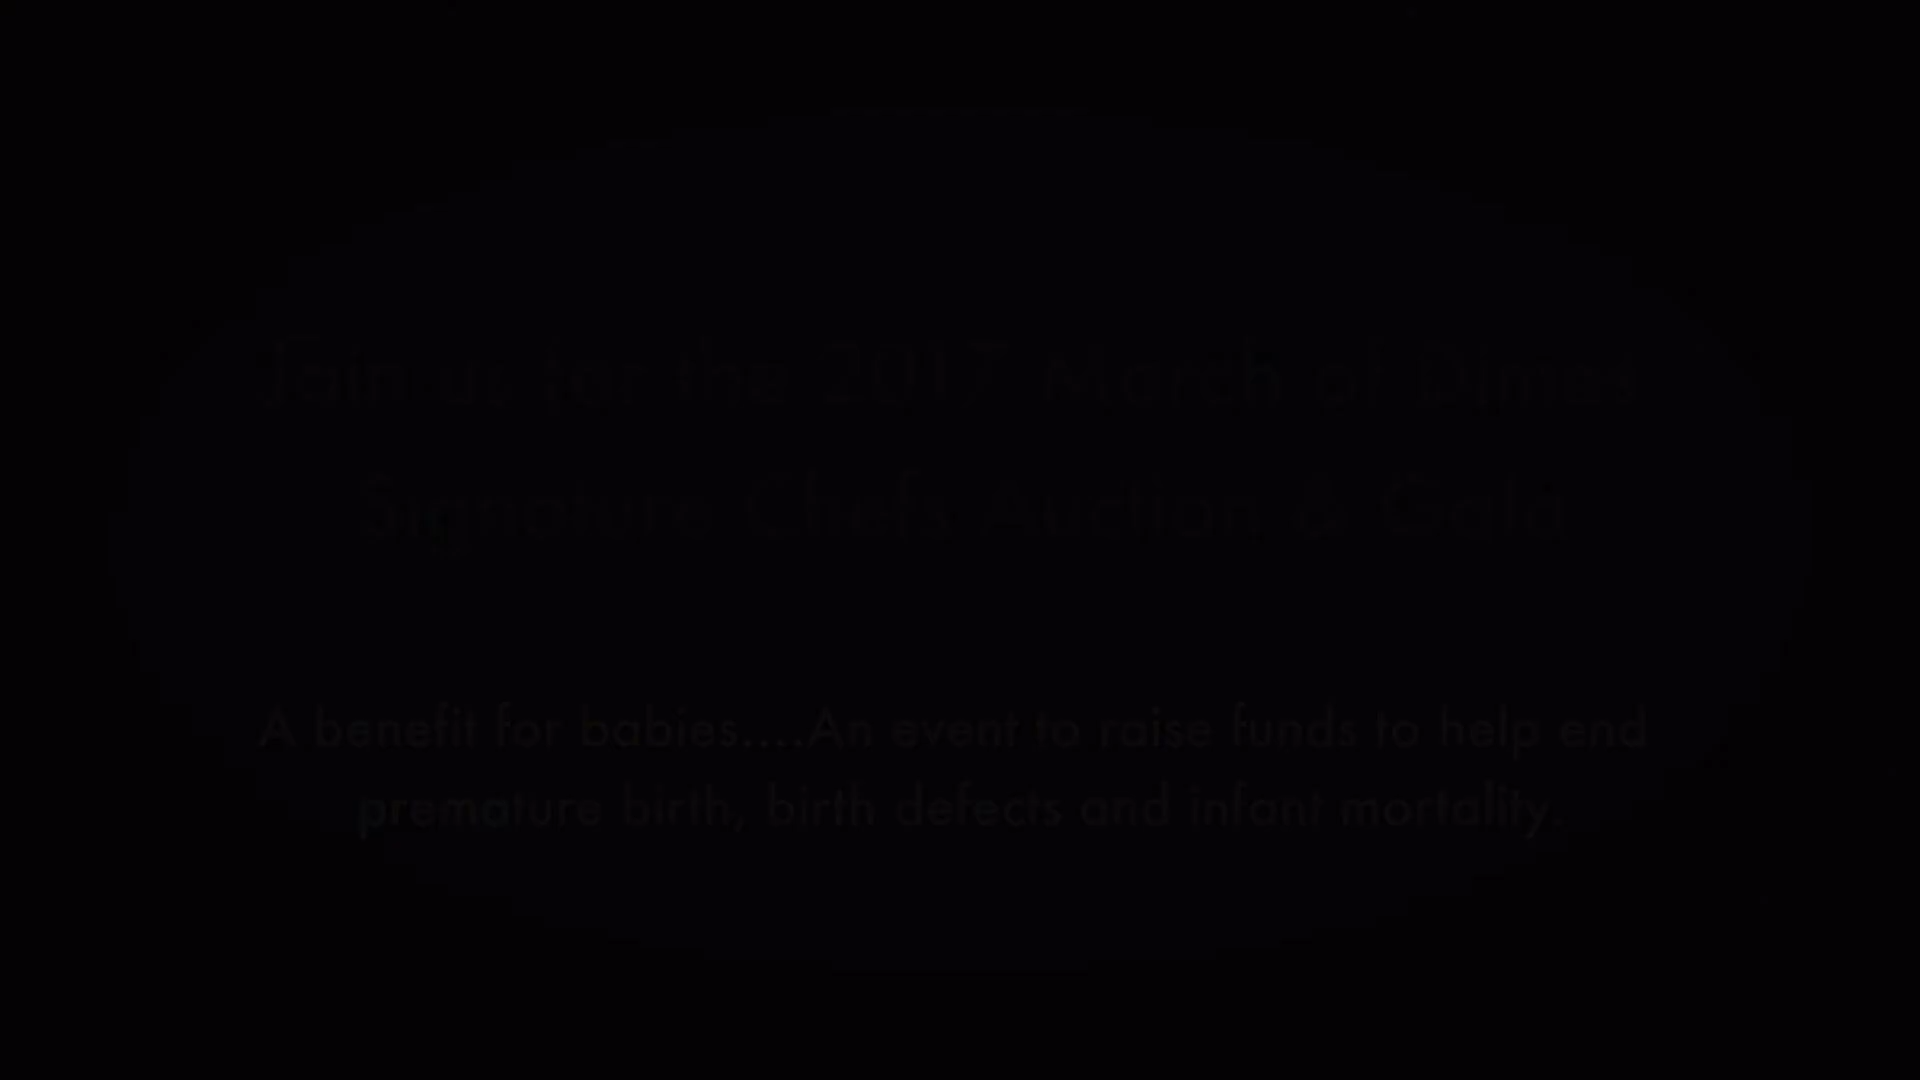 Join us for the 2017 March of Dimes
Signature Chefs Auction & Gala
A benefit for babies....An event to raise funds to help end
premature birth, birth defects and infant mortality.